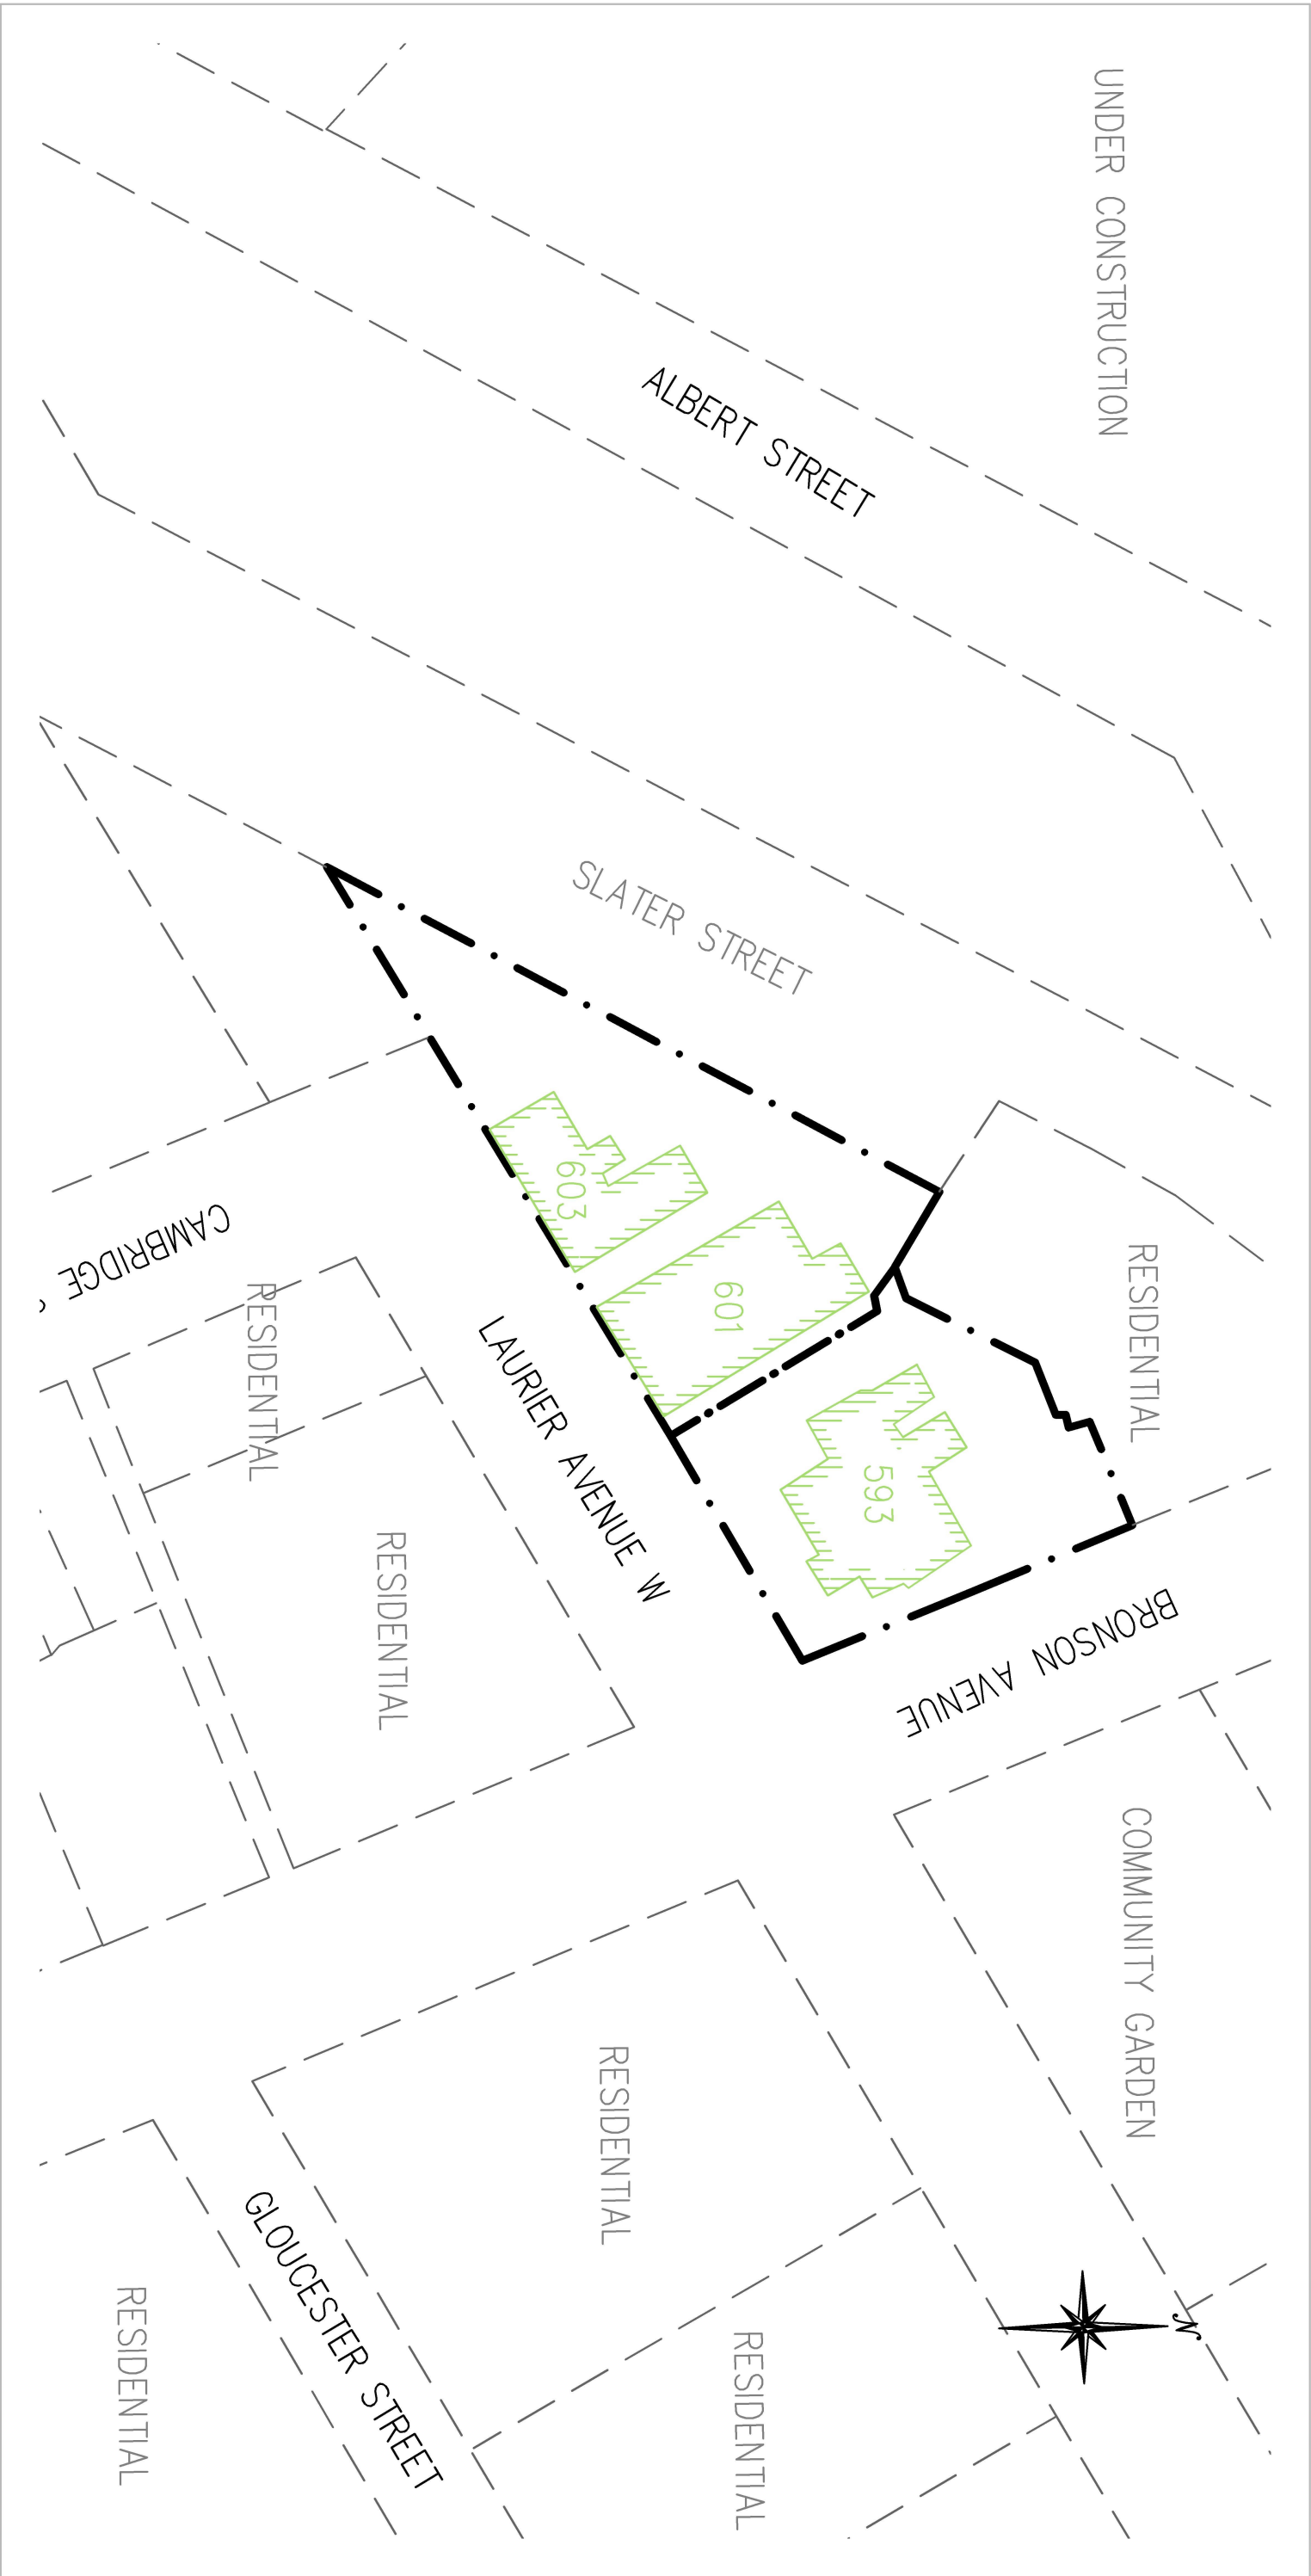 UNDER CONSTRUCTION
ALBERT STREET
SLATER STREET
RESIDENTIAL
603
601
593
CAMBRIDGE
RESIDENTIAL
LAURIER AVENUE W
RESIDENTIAL
BRONSON AVENUE
COMMUNITY GARDEN
RESIDENTIAL
GLOUCESTER STREET
RESIDENTIAL
RESIDENTIAL
N